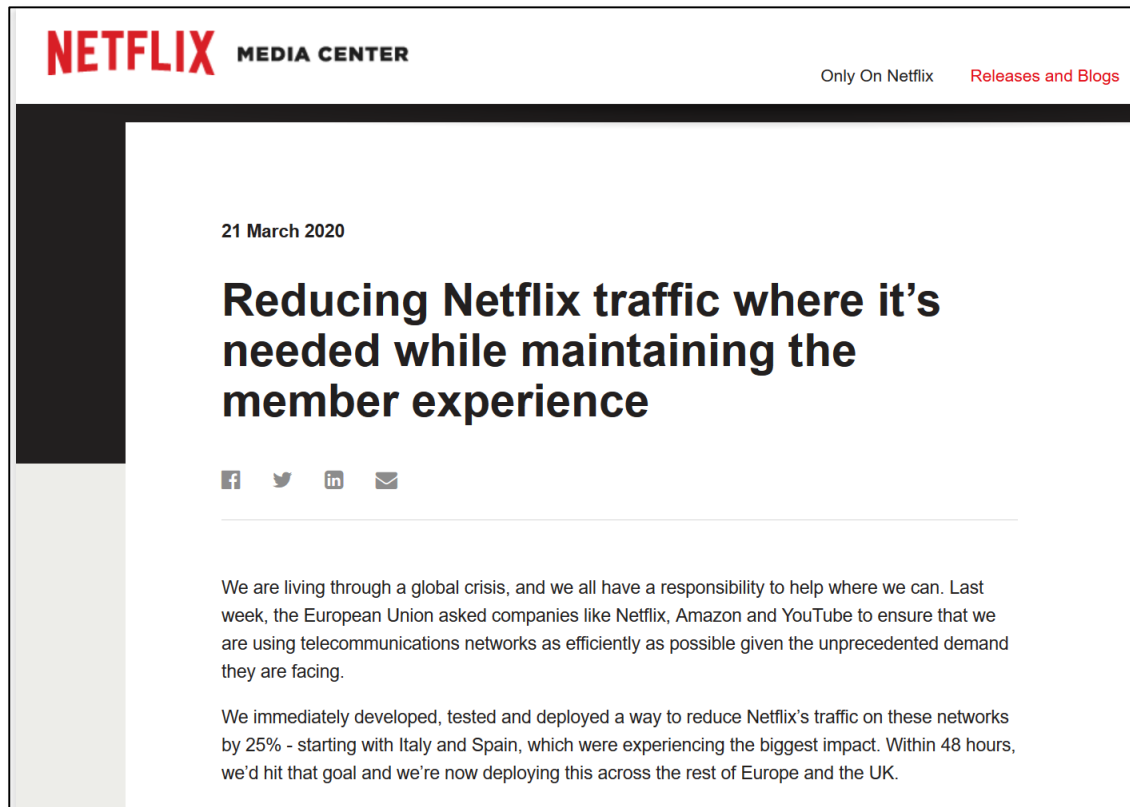 NETFLIX MEDIA CENTER
Only On Netflix Releases and Blogs
21 March 2020
Reducing Netflix traffic where it’s
needed while maintaining the
member experience
We are living through a global crisis, and we all have a responsibility to help where we can. Last
week, the European Union asked companies like Netflix, Amazon and YouTube to ensure that we
are using telecommunications networks as efficiently as possible given the unprecedented demand
they are facing.
We immediately developed, tested and deployed a way to reduce Netflix’s traffic on these networks
by 25% - starting with Italy and Spain, which were experiencing the biggest impact. Within 48 hours,
we’d hit that goal and we’re now deploying this across the rest of Europe and the UK.